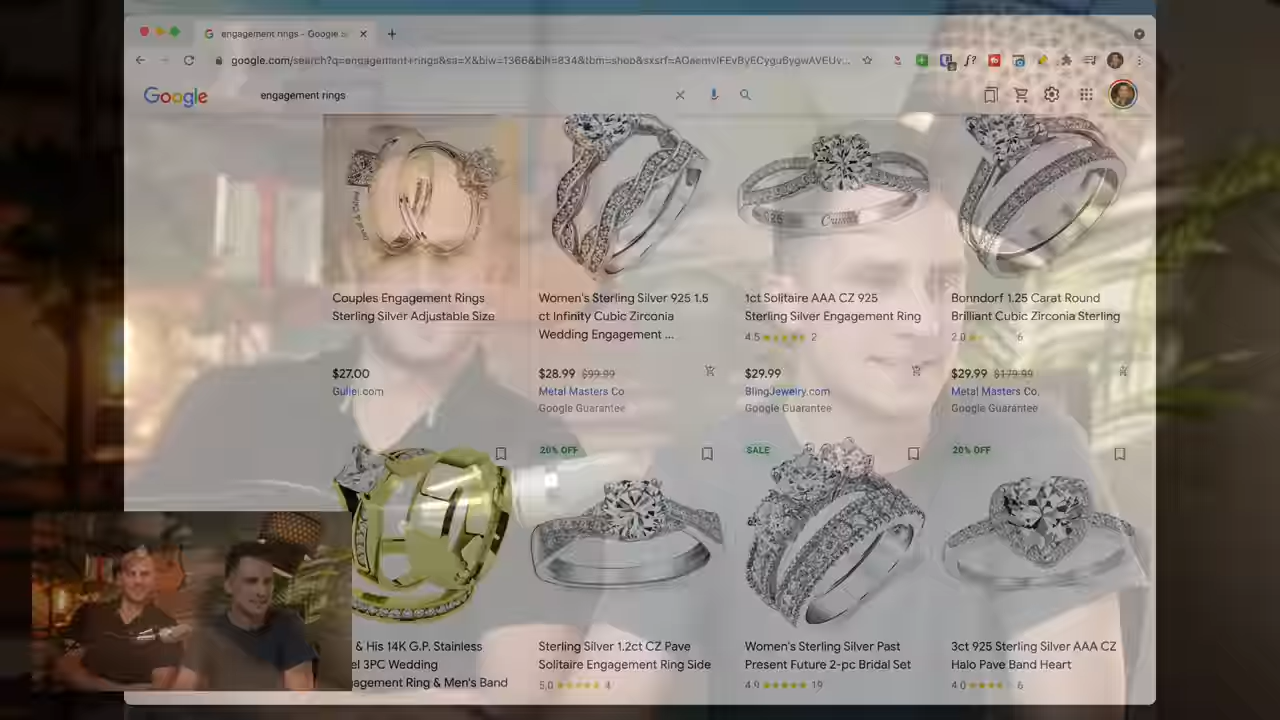 engagement rings - Google s
google.com/search?q=engagement+rings&sa=X&biw=1366&bih=834&tbm=shop&sxsrf=
Google
engagement rings
Couples Engagement Rings
Sterling Silver Adjustable Size
$27.00
Women's Sterling Silver 925 1.5
ct Infinity Cubic Zirconia
Wedding Engagement ...
$28.99 $99.99
Metal Masters Co
Google Guarantee
1ct Solitaire AAA CZ 925
Sterling Silver Engagement Ring
4.5 2
$29.99
BlingJewelry.com
Google Guarantee
Bonndorf 1.25 Carat Round
Brilliant Cubic Zirconia Sterling
2.0 6
$29.99 $179.99
Metal Masters Co.
Google Guarantee
& His 14K G.P. Stainless
el 3PC Wedding
agement Ring & Men's Band
20% OFF
Sterling Silver 1.2ct CZ Pave
Solitaire Engagement Ring Side
5.0 4
SALE
Women's Sterling Silver Past
Present Future 2-pc Bridal Set
4.9 19
20% OFF
3ct 925 Sterling Silver AAA CZ
Halo Pave Band Heart
4.0 6